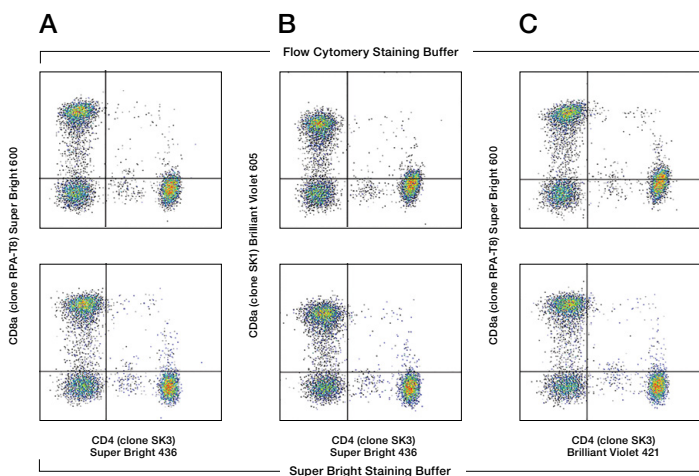 A
B
C
Flow Cytomery Staining Buffer
CD8a (clone RPA-T8) Super Bright 600
CD8a (clone SK1) Brilliant Violet 605
CD8a (clone RPA-T8) Super Bright 600
CD4 (clone SK3)
Super Bright 436
CD4 (clone SK3)
Super Bright 436
CD4 (clone SK3)
Brilliant Violet 421
Super Bright Staining Buffer